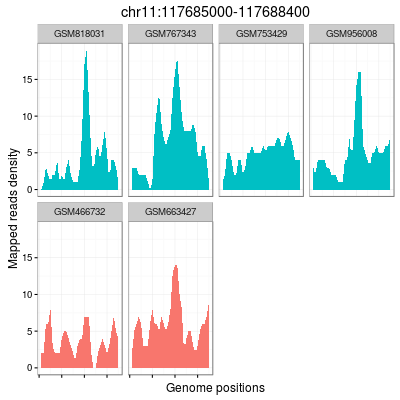 chr11:117685000-117688400
GSM818031 GSM767343 GSM753429 GSM956008
15
10
5
0
GSM466732 GSM663427
15
10
5
0
Mapped reads density
Genome positions